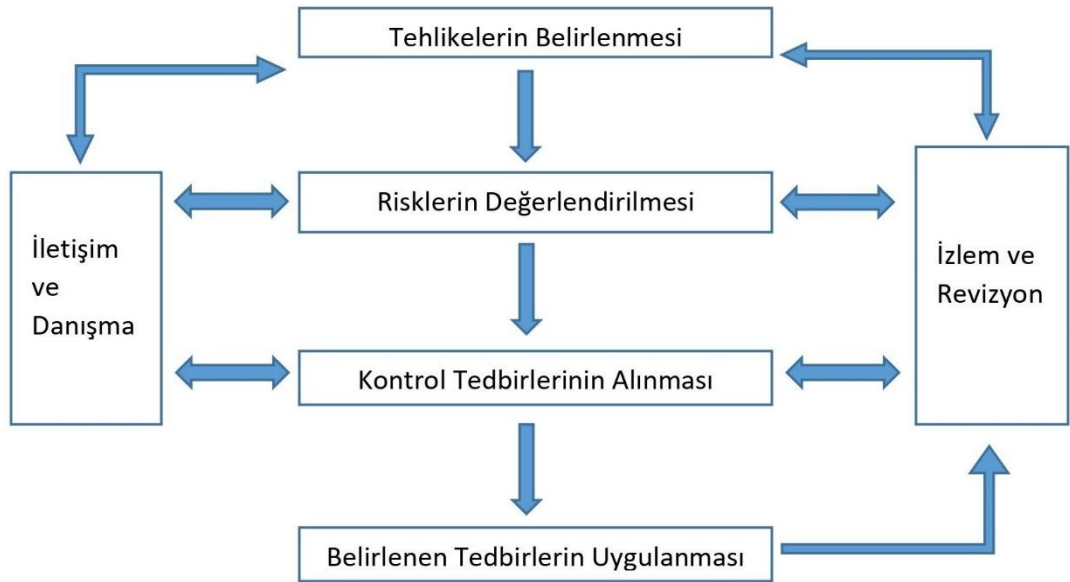 Tehlikelerin Belirlenmesi
Risklerin Değerlendirilmesi
İletişim
ve
Danışma
İzlem ve
Revizyon
Kontrol Tedbirlerinin Alınması
Belirlenen Tedbirlerin Uygulanması